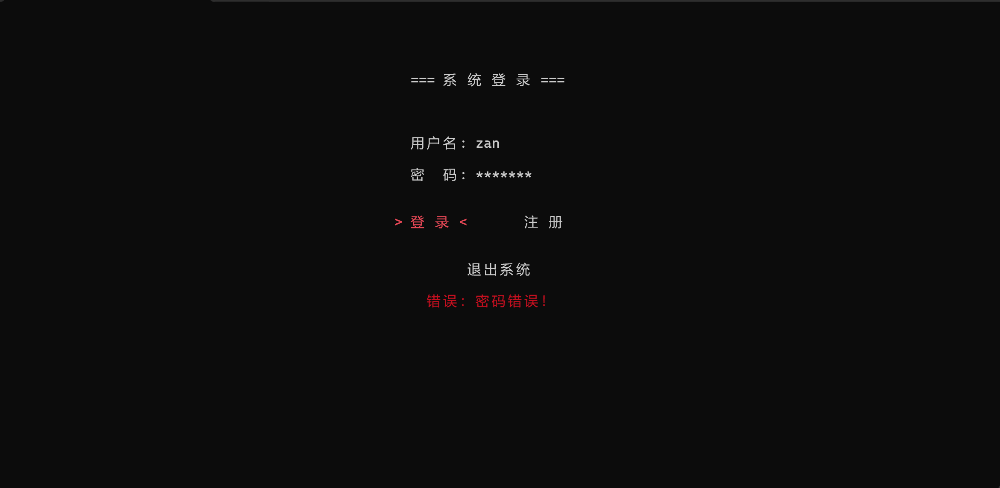 === 系 统 登 录 ===
用户名: zan
密  码: *******
> 登 录 <       注 册
退出系统
错误: 密码错误!